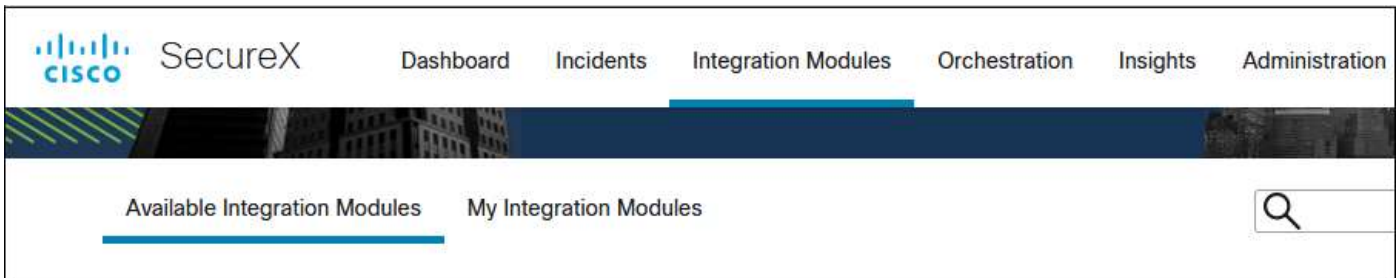 CISCO SecureX Dashboard Incidents Integration Modules Orchestration Insights Administration
Available Integration Modules My Integration Modules